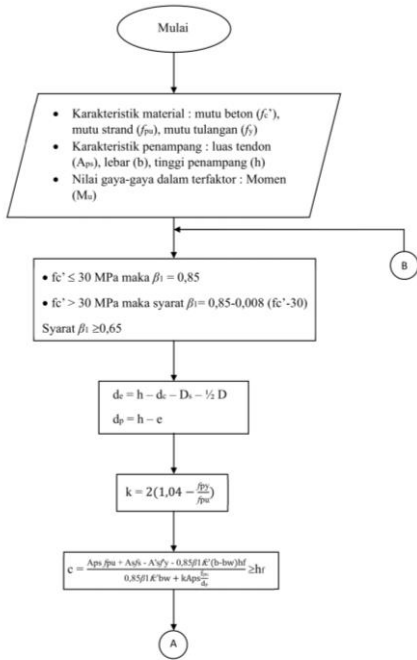 Mulai
• Karakteristik material : mutu beton (fc’),
mutu strand (fpu), mutu tulangan (fy)
• Karakteristik penampang : luas tendon
(Aps), lebar (b), tinggi penampang (h)
• Nilai gaya-gaya dalam terfaktor : Momen
(Mu)
B
• fc’ ≤ 30 MPa maka β1 = 0,85
• fc’ > 30 MPa maka syarat β1= 0,85-0,008 (fc’-30)
Syarat β1 ≥0,65
de = h – dc – Ds – ½ D
dp = h – e
k = 2(1,04 − fpy/fpu)
c = Aps fpu + Asfs - A'sf'y - 0,85β1fc'(b-bw)hf / 0,85β1fc'bw + kAps ≥hf
A